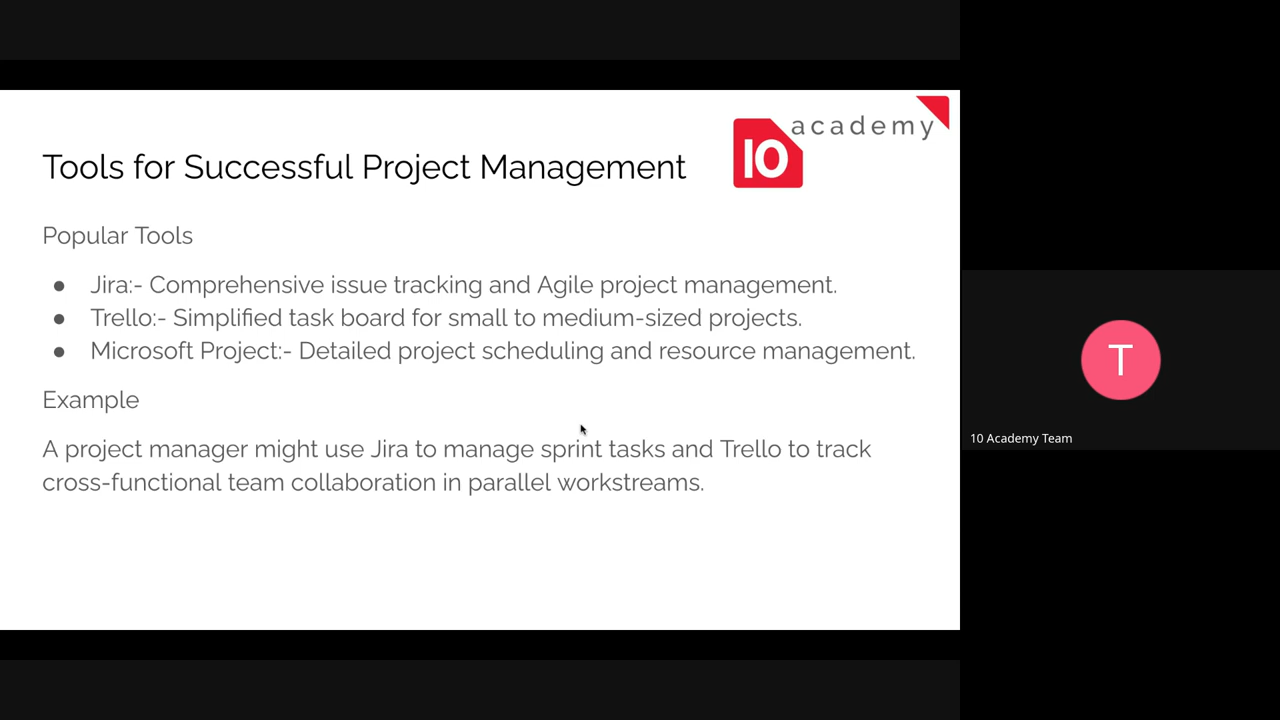 10 academy
Tools for Successful Project Management
Popular Tools
● Jira:- Comprehensive issue tracking and Agile project management.
● Trello:- Simplified task board for small to medium-sized projects.
● Microsoft Project:- Detailed project scheduling and resource management.
Example
A project manager might use Jira to manage sprint tasks and Trello to track
cross-functional team collaboration in parallel workstreams.
T
10 Academy Team